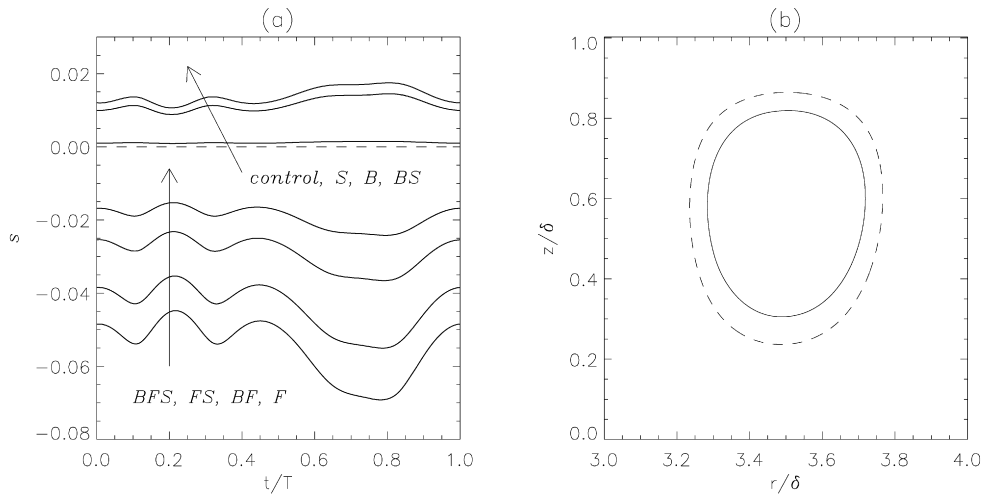 (a)
0.02
0.00
−0.02
−0.04
−0.06
−0.08
s
control, S, B, BS
BFS, FS, BF, F
0.0 0.2 0.4 0.6 0.8 1.0
t/T
(b)
1.0
0.8
0.6
0.4
0.2
0.0
z/δ
3.0 3.2 3.4 3.6 3.8 4.0
r/δ